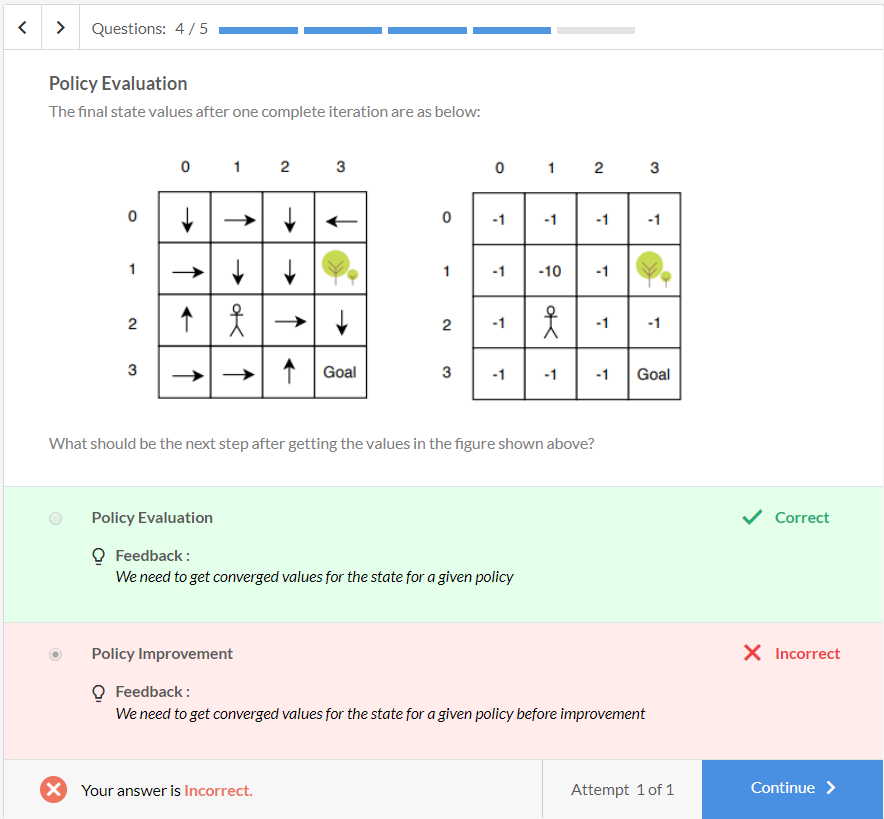 Questions: 4 / 5
Policy Evaluation
The final state values after one complete iteration are as below:
0 1 2 3 0 1 2 3
0 0 -1 -1 -1 -1
1 1 -1 -10 -1
2 2 -1 -1 -1
3 Goal 3 -1 -1 -1 Goal
What should be the next step after getting the values in the figure shown above?
Policy Evaluation Correct
Feedback :
We need to get converged values for the state for a given policy
Policy Improvement Incorrect
Feedback :
We need to get converged values for the state for a given policy before improvement
Your answer is Incorrect. Attempt 1 of 1 Continue